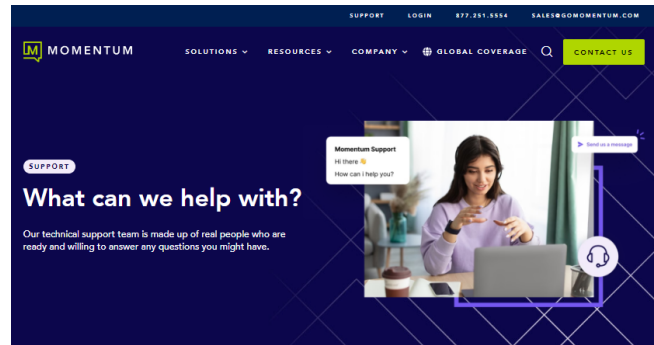 SUPPORT LOGIN 877.251.5554 SALES@GOMOMENTUM.COM
M MOMENTUM SOLUTIONS RESOURCES COMPANY GLOBAL COVERAGE CONTACT US
Momentum Support
Hi there 👋
How can I help you?
Send us a message
SUPPORT
What can we help with?
Our technical support team is made up of real people who are
ready and willing to answer any questions you might have.